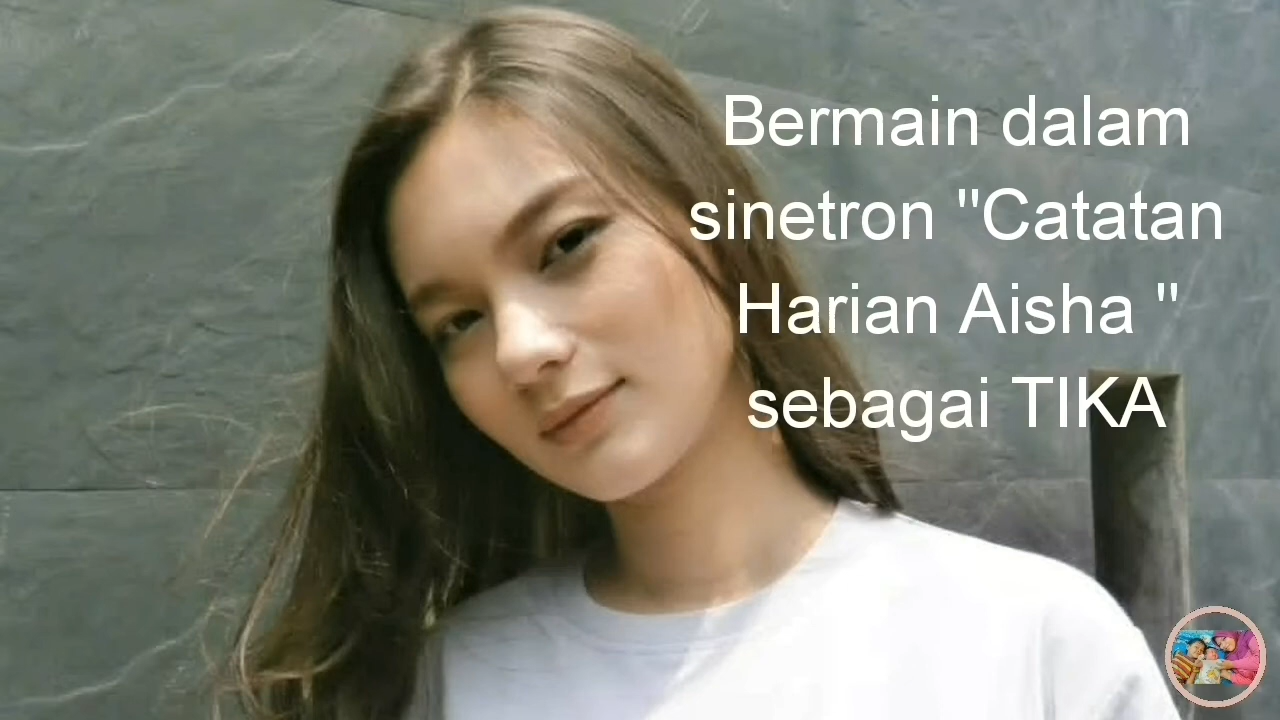 Bermain dalam
sinetron "Catatan
Harian Aisha "
sebagai TIKA